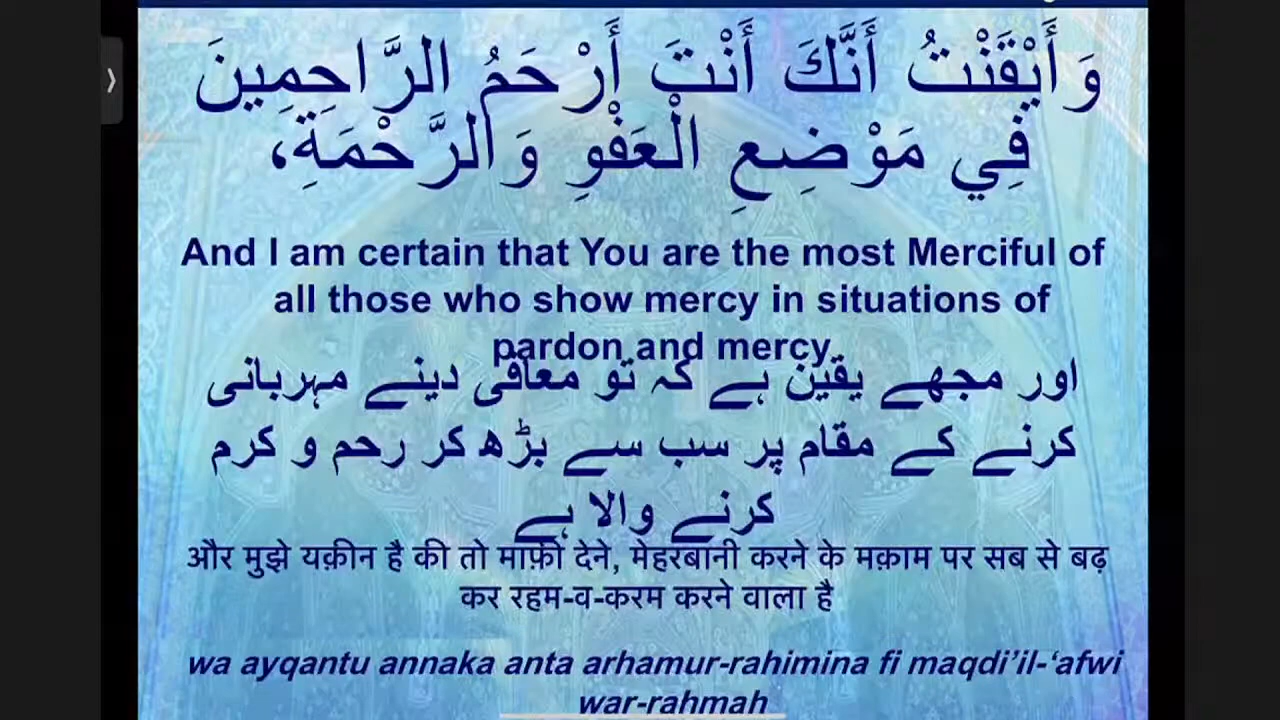 وَأَيْقَنْتُ أَنَّكَ أَنْتَ أَرْحَمُ الرَّاحِمِينَ
فِي مَوْضِعِ الْعَفْوِ وَالرَّحْمَةِ،
And I am certain that You are the most Merciful of
all those who show mercy in situations of
pardon and mercy
اور مجھے یقین ہے کہ تو معافی دینے مہربانی
کرنے کے مقام پر سب سے بڑھ کر رحم و کرم
کرنے والا ہے
और मुझे यक़ीन है की तो माफ़ी देने, मेहरबानी करने के मक़ाम पर सब से बढ़
कर रहम-व-करम करने वाला है
wa ayqantu annaka anta arhamur-rahimina fi maqdi’il-‘afwi
war-rahmah